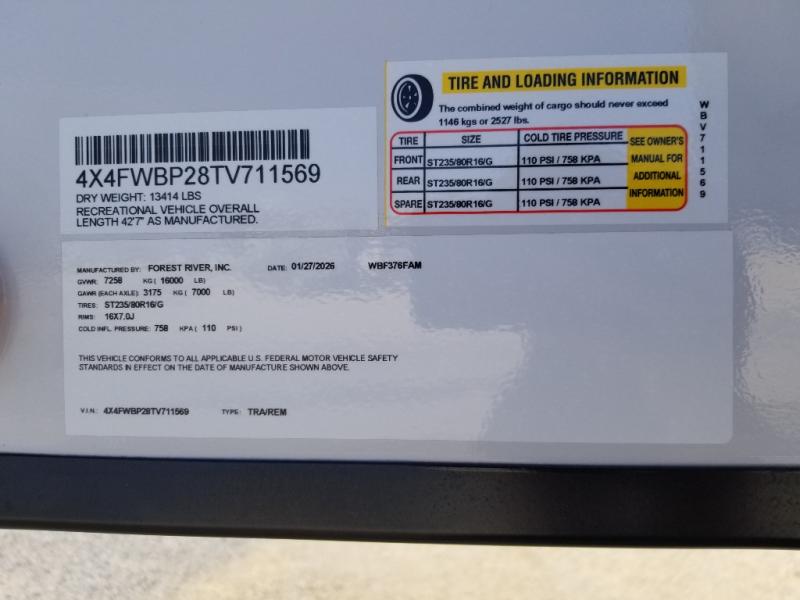 4X4FWBP28TV711569
DRY WEIGHT: 13414 LBS
RECREATIONAL VEHICLE OVERALL
LENGTH 42'7" AS MANUFACTURED.
TIRE AND LOADING INFORMATION
The combined weight of cargo should never exceed
1146 kgs or 2527 lbs.
TIRE SIZE COLD TIRE PRESSURE
FRONT ST235/80R16/G 110 PSI / 758 KPA
REAR ST235/80R16/G 110 PSI / 758 KPA
SPARE ST235/80R16/G 110 PSI / 758 KPA
SEE OWNER'S
MANUAL FOR
ADDITIONAL
INFORMATION
WBV711569
MANUFACTURED BY: FOREST RIVER, INC. DATE: 01/27/2026 WBF376FAM
GVWR: 7258 KG ( 16000 LB)
GAWR (EACH AXLE): 3175 KG ( 7000 LB)
TIRES: ST235/80R16/G
RIMS: 16X7.0J
COLD INFL. PRESSURE: 758 KPA ( 110 PSI )
THIS VEHICLE CONFORMS TO ALL APPLICABLE U.S. FEDERAL MOTOR VEHICLE SAFETY
STANDARDS IN EFFECT ON THE DATE OF MANUFACTURE SHOWN ABOVE.
V.I.N.: 4X4FWBP28TV711569 TYPE: TRA/REM